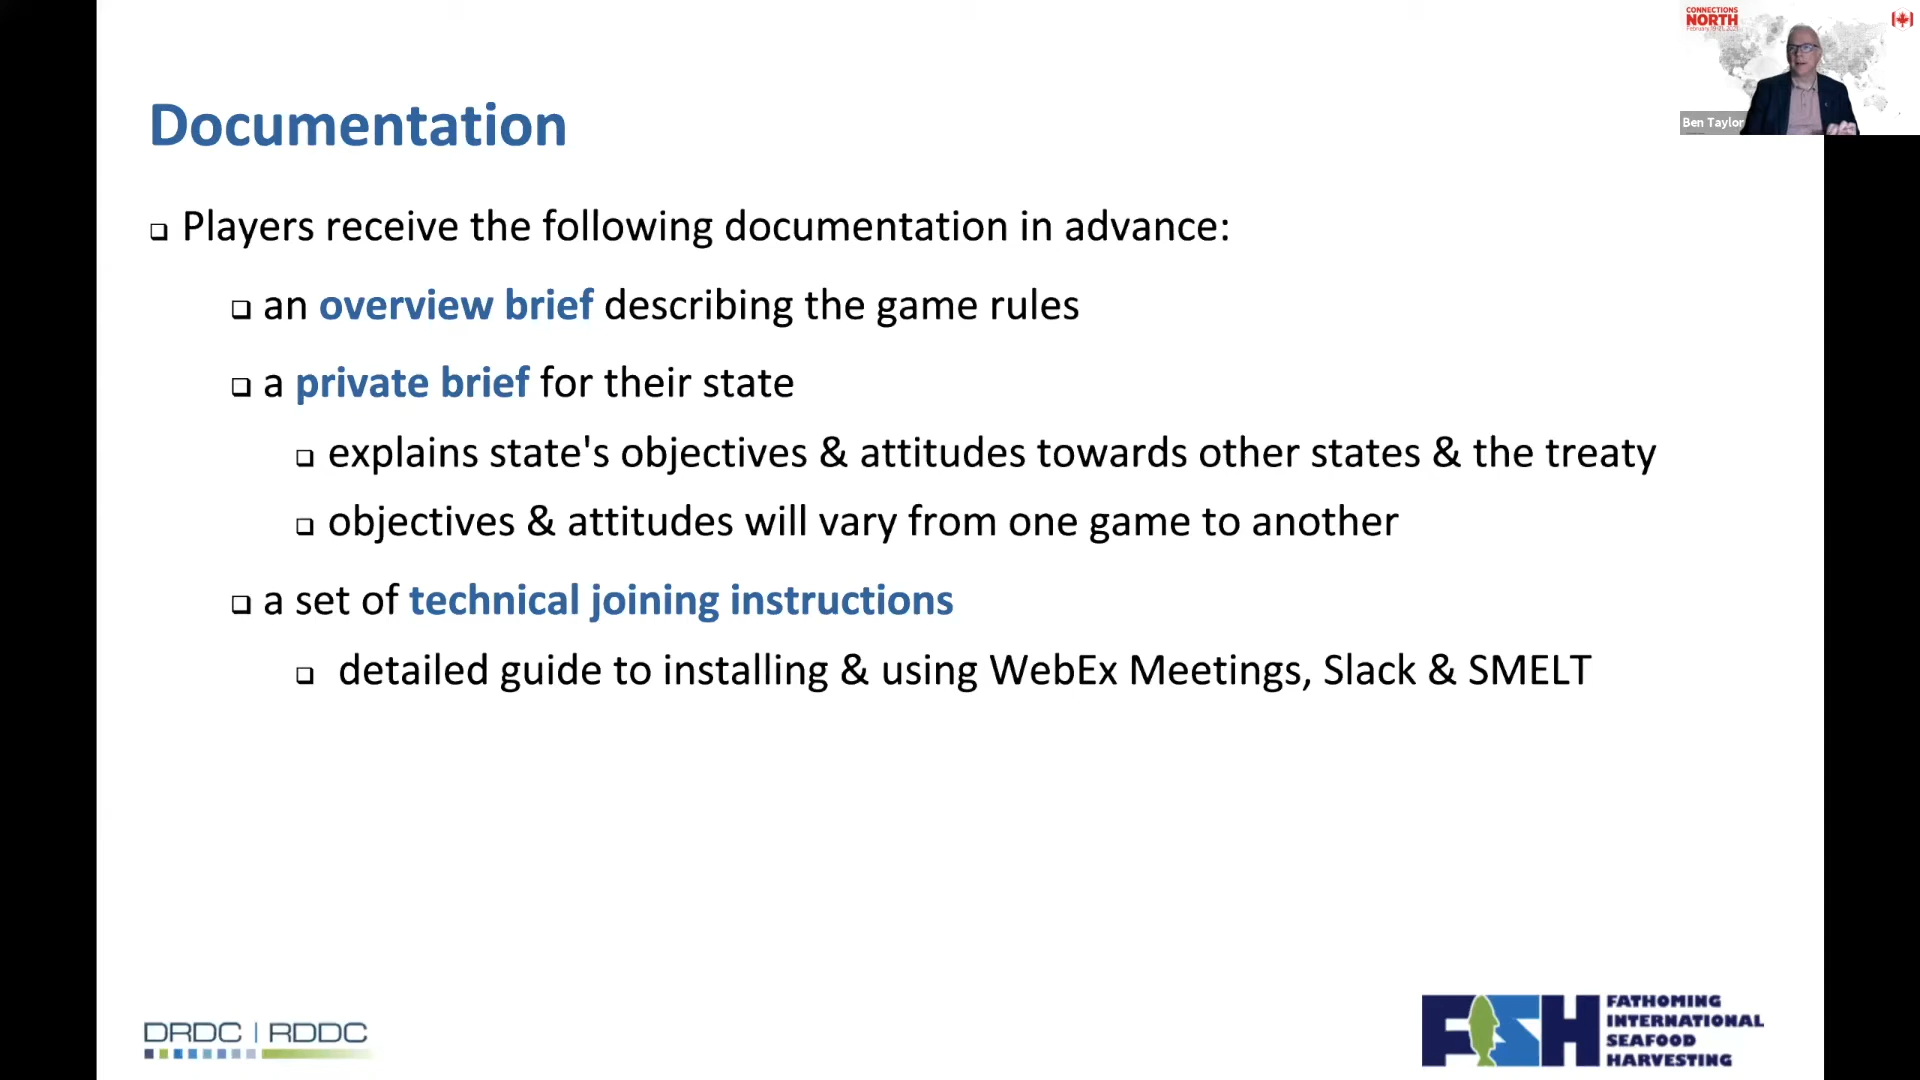 CONNECTIONS
NORTH
Ben Taylor
Documentation
Players receive the following documentation in advance:
an overview brief describing the game rules
a private brief for their state
explains state's objectives & attitudes towards other states & the treaty
objectives & attitudes will vary from one game to another
a set of technical joining instructions
detailed guide to installing & using WebEx Meetings, Slack & SMELT
DRDC | RDDC
FISH
FATHOMING
INTERNATIONAL
SEAFOOD
HARVESTING